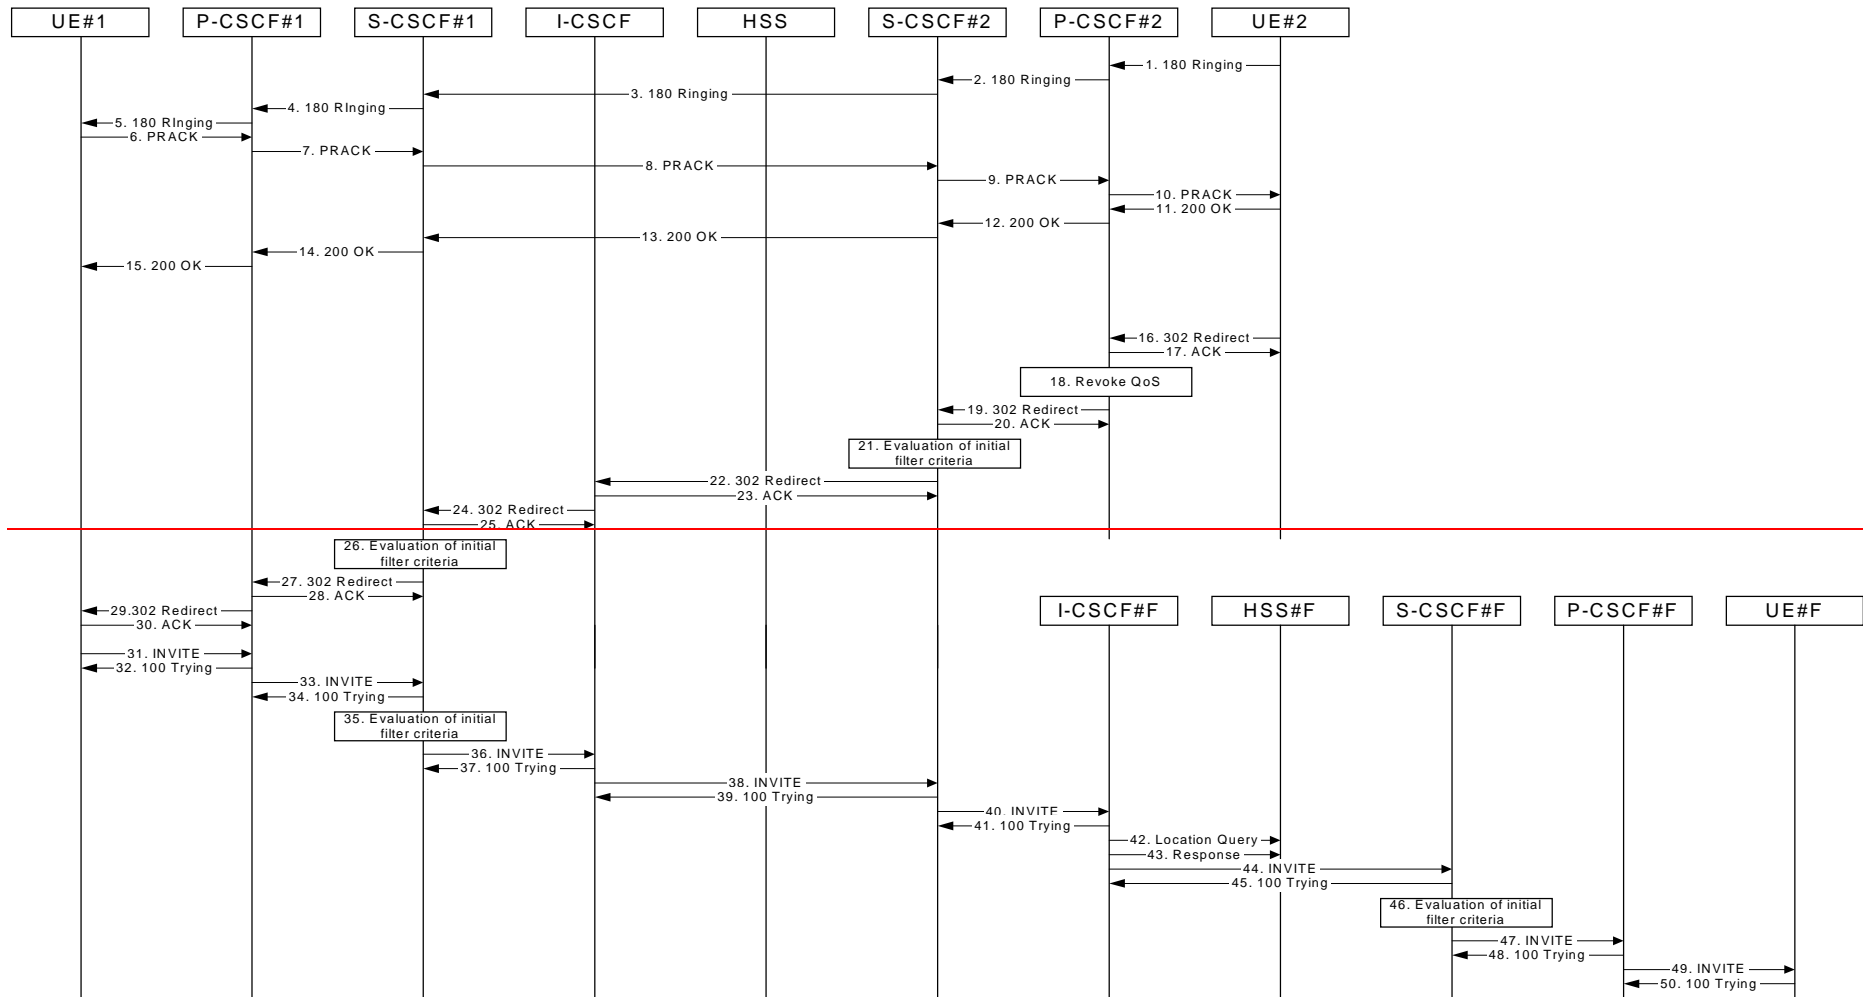 UE#1
P-CSCF#1
S-CSCF#1
I-CSCF
HSS
S-CSCF#2
P-CSCF#2
UE#2
1. 180 Ringing
2. 180 Ringing
3. 180 Ringing
4. 180 RInging
5. 180 RInging
6. PRACK
7. PRACK
8. PRACK
9. PRACK
10. PRACK
11. 200 OK
12. 200 OK
13. 200 OK
14. 200 OK
15. 200 OK
16. 302 Redirect
17. ACK
18. Revoke QoS
19. 302 Redirect
20. ACK
21. Evaluation of initial
filter criteria
22. 302 Redirect
23. ACK
24. 302 Redirect
25. ACK
26. Evaluation of initial
filter criteria
27. 302 Redirect
28. ACK
29.302 Redirect
30. ACK
I-CSCF#F
HSS#F
S-CSCF#F
P-CSCF#F
UE#F
31. INVITE
32. 100 Trying
33. INVITE
34. 100 Trying
35. Evaluation of initial
filter criteria
36. INVITE
37. 100 Trying
38. INVITE
39. 100 Trying
40. INVITE
41. 100 Trying
42. Location Query
43. Response
44. INVITE
45. 100 Trying
46. Evaluation of initial
filter criteria
47. INVITE
48. 100 Trying
49. INVITE
50. 100 Trying